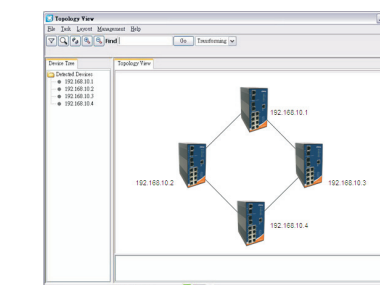 Topology View
File Task Layout Management Help
Find Go Transforming
Device Tree
Topology View
Detected Devices
192.168.10.1
192.168.10.2
192.168.10.3
192.168.10.4
192.168.10.1
192.168.10.2
192.168.10.3
192.168.10.4